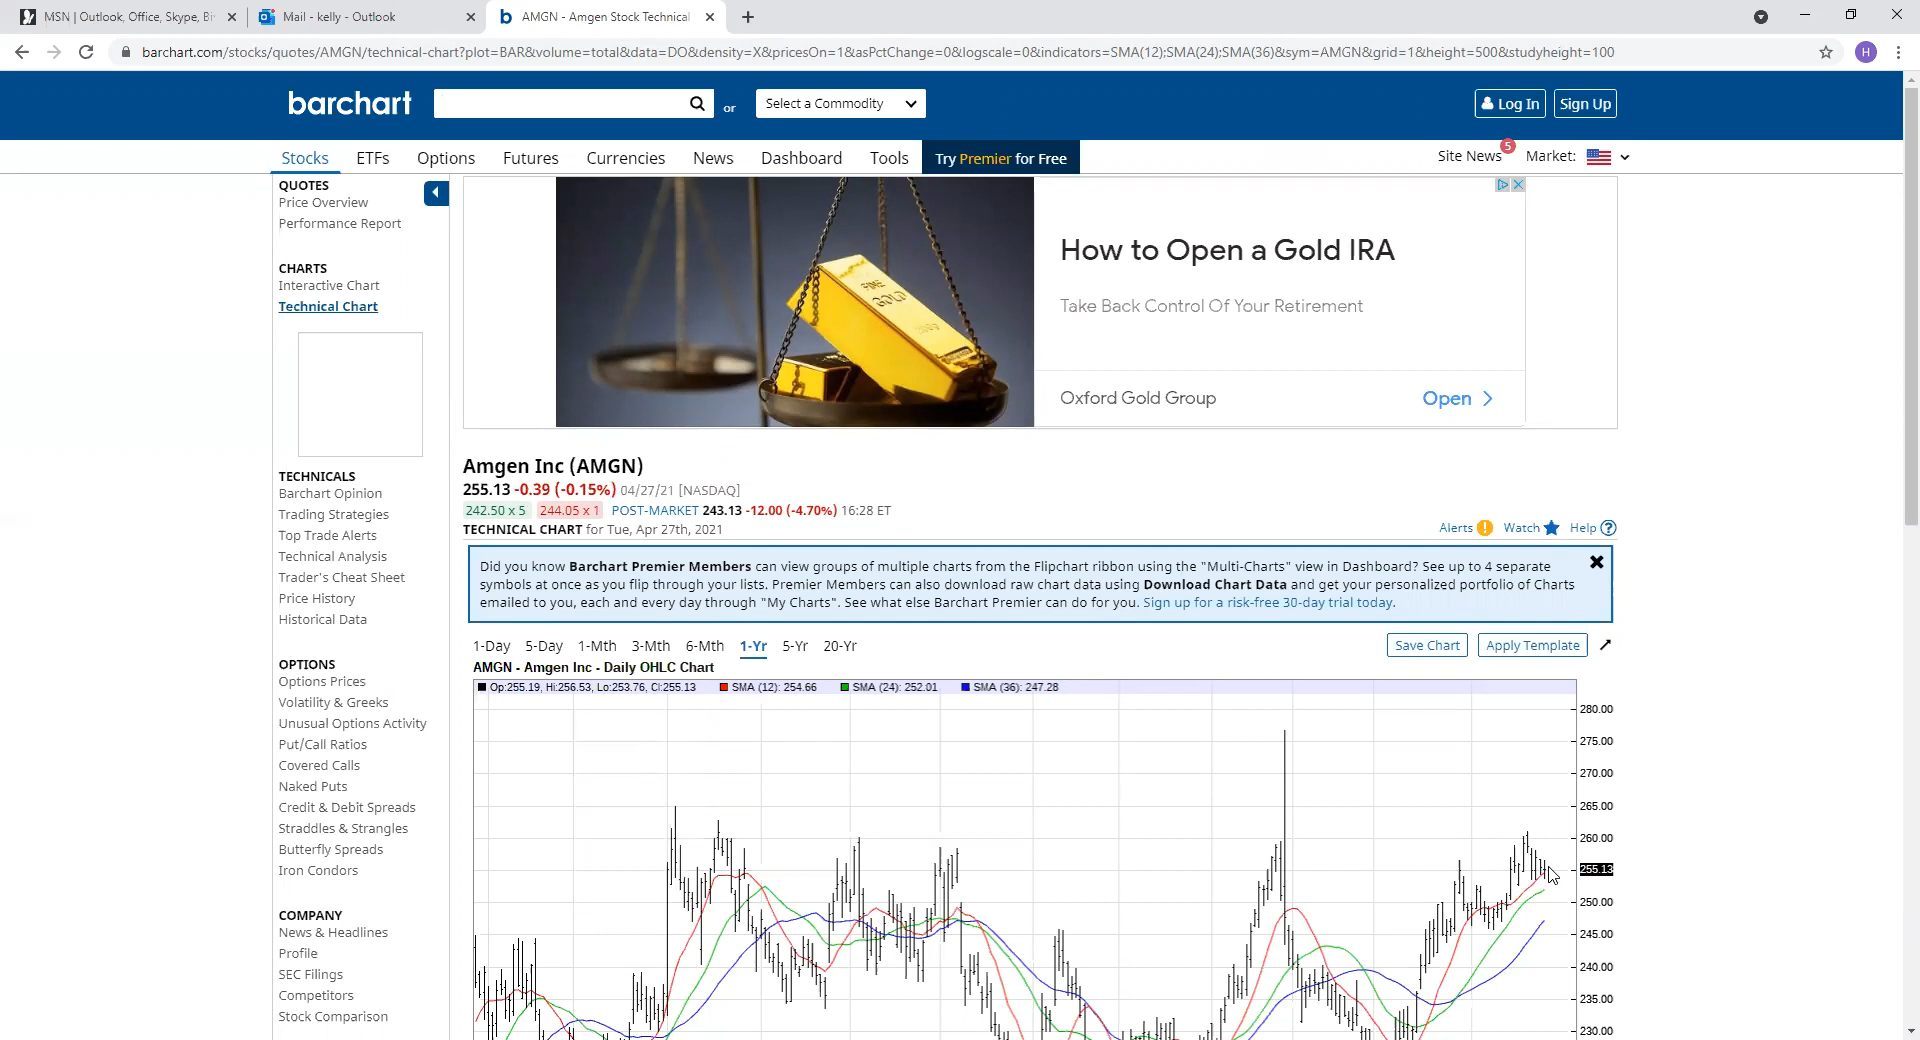 MSN | Outlook, Office, Skype, Bi
Mail - kelly - Outlook
AMGN - Amgen Stock Technical
barchart.com/stocks/quotes/AMGN/technical-chart?plot=BAR&volume=total&data=DO&density=X&pricesOn=1&asPctChange=0&logscale=0&indicators=SMA(12);SMA(24);SMA(36)&sym=AMGN&grid=1&height=500&studyheight=100
H
barchart
or
Select a Commodity
Log In
Sign Up
Stocks ETFs Options Futures Currencies News Dashboard Tools Try Premier for Free
Site News 5 Market:
QUOTES
Price Overview
Performance Report
CHARTS
Interactive Chart
Technical Chart
TECHNICALS
Barchart Opinion
Trading Strategies
Top Trade Alerts
Technical Analysis
Trader's Cheat Sheet
Price History
Historical Data
OPTIONS
Options Prices
Volatility & Greeks
Unusual Options Activity
Put/Call Ratios
Covered Calls
Naked Puts
Credit & Debit Spreads
Straddles & Strangles
Butterfly Spreads
Iron Condors
COMPANY
News & Headlines
Profile
SEC Filings
Competitors
Stock Comparison
FINE
GOLD
How to Open a Gold IRA
Take Back Control Of Your Retirement
Oxford Gold Group
Open
Amgen Inc (AMGN)
255.13 -0.39 (-0.15%) 04/27/21 [NASDAQ]
242.50 x 5 244.05 x 1 POST-MARKET 243.13 -12.00 (-4.70%) 16:28 ET
TECHNICAL CHART for Tue, Apr 27th, 2021
Alerts Watch Help
Did you know Barchart Premier Members can view groups of multiple charts from the Flipchart ribbon using the "Multi-Charts" view in Dashboard? See up to 4 separate
symbols at once as you flip through your lists. Premier Members can also download raw chart data using Download Chart Data and get your personalized portfolio of Charts
emailed to you, each and every day through "My Charts". See what else Barchart Premier can do for you. Sign up for a risk-free 30-day trial today.
1-Day 5-Day 1-Mth 3-Mth 6-Mth 1-Yr 5-Yr 20-Yr
Save Chart
Apply Template
AMGN - Amgen Inc - Daily OHLC Chart
Op:255.19, Hi:256.53, Lo:253.76, Cl:255.13 SMA (12): 254.66 SMA (24): 252.01 SMA (36): 247.28
280.00
275.00
270.00
265.00
260.00
255.13
250.00
245.00
240.00
235.00
230.00